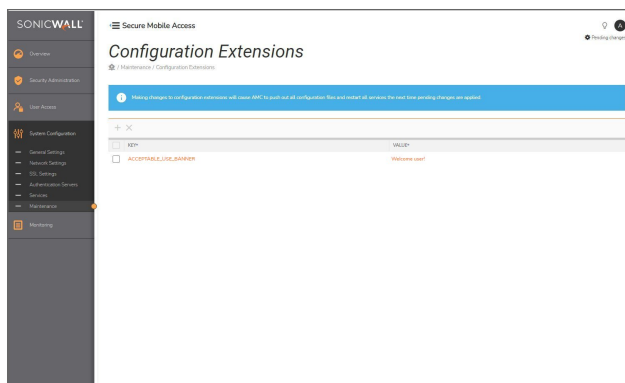 SONICWALL
Secure Mobile Access
A
Pending changes
Configuration Extensions
/ Maintenance / Configuration Extensions
Overview
Security Administration
User Access
System Configuration
General Settings
Network Settings
SSL Settings
Authentication Servers
Services
Maintenance
Monitoring
Making changes to configuration extensions will cause AMC to push out all configuration files and restart all services the next time pending changes are applied.
KEY VALUE
ACCEPTABLE_USE_BANNER Welcome user!